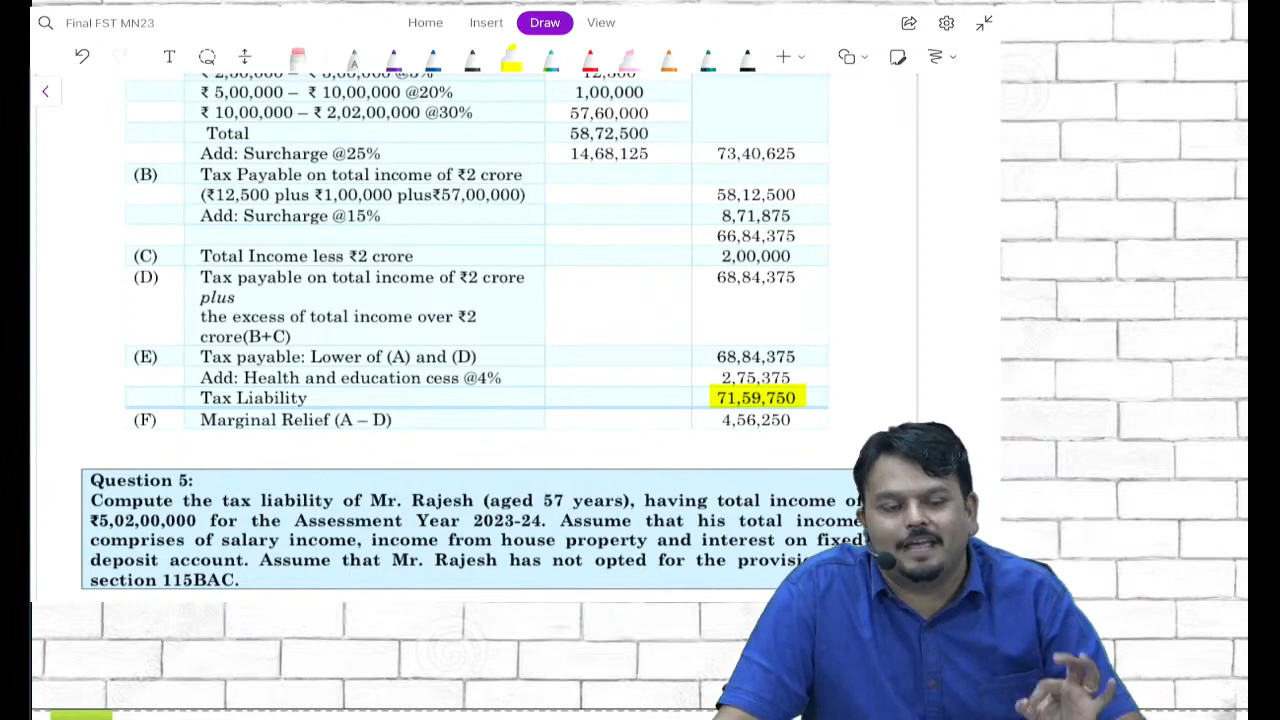 Final FST MN23
Home Insert Draw View
₹ 5,00,000 – ₹ 10,00,000 @20% 1,00,000
₹ 10,00,000 – ₹ 2,02,00,000 @30% 57,60,000
Total 58,72,500
Add: Surcharge @25% 14,68,125 73,40,625
(B) Tax Payable on total income of ₹2 crore
(₹12,500 plus ₹1,00,000 plus₹57,00,000) 58,12,500
Add: Surcharge @15% 8,71,875
66,84,375
(C) Total Income less ₹2 crore 2,00,000
(D) Tax payable on total income of ₹2 crore 68,84,375
plus
the excess of total income over ₹2
crore(B+C)
(E) Tax payable: Lower of (A) and (D) 68,84,375
Add: Health and education cess @4% 2,75,375
Tax Liability 71,59,750
(F) Marginal Relief (A – D) 4,56,250
Question 5:
Compute the tax liability of Mr. Rajesh (aged 57 years), having total income of
₹5,02,00,000 for the Assessment Year 2023-24. Assume that his total income
comprises of salary income, income from house property and interest on fixed
deposit account. Assume that Mr. Rajesh has not opted for the
section 115BAC.